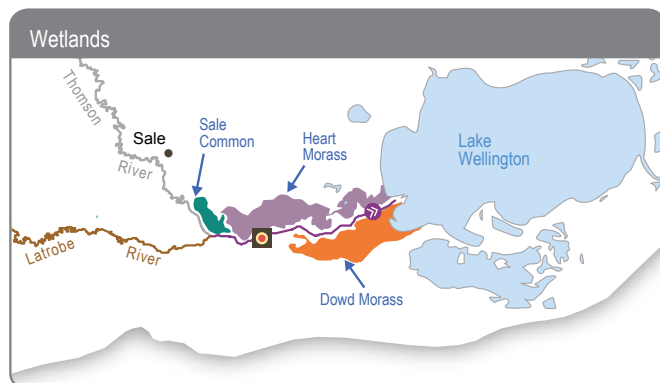 Wetlands
Thomson
River
Sale
Sale
Common
Heart
Morass
Lake
Wellington
Latrobe
River
Dowd Morass